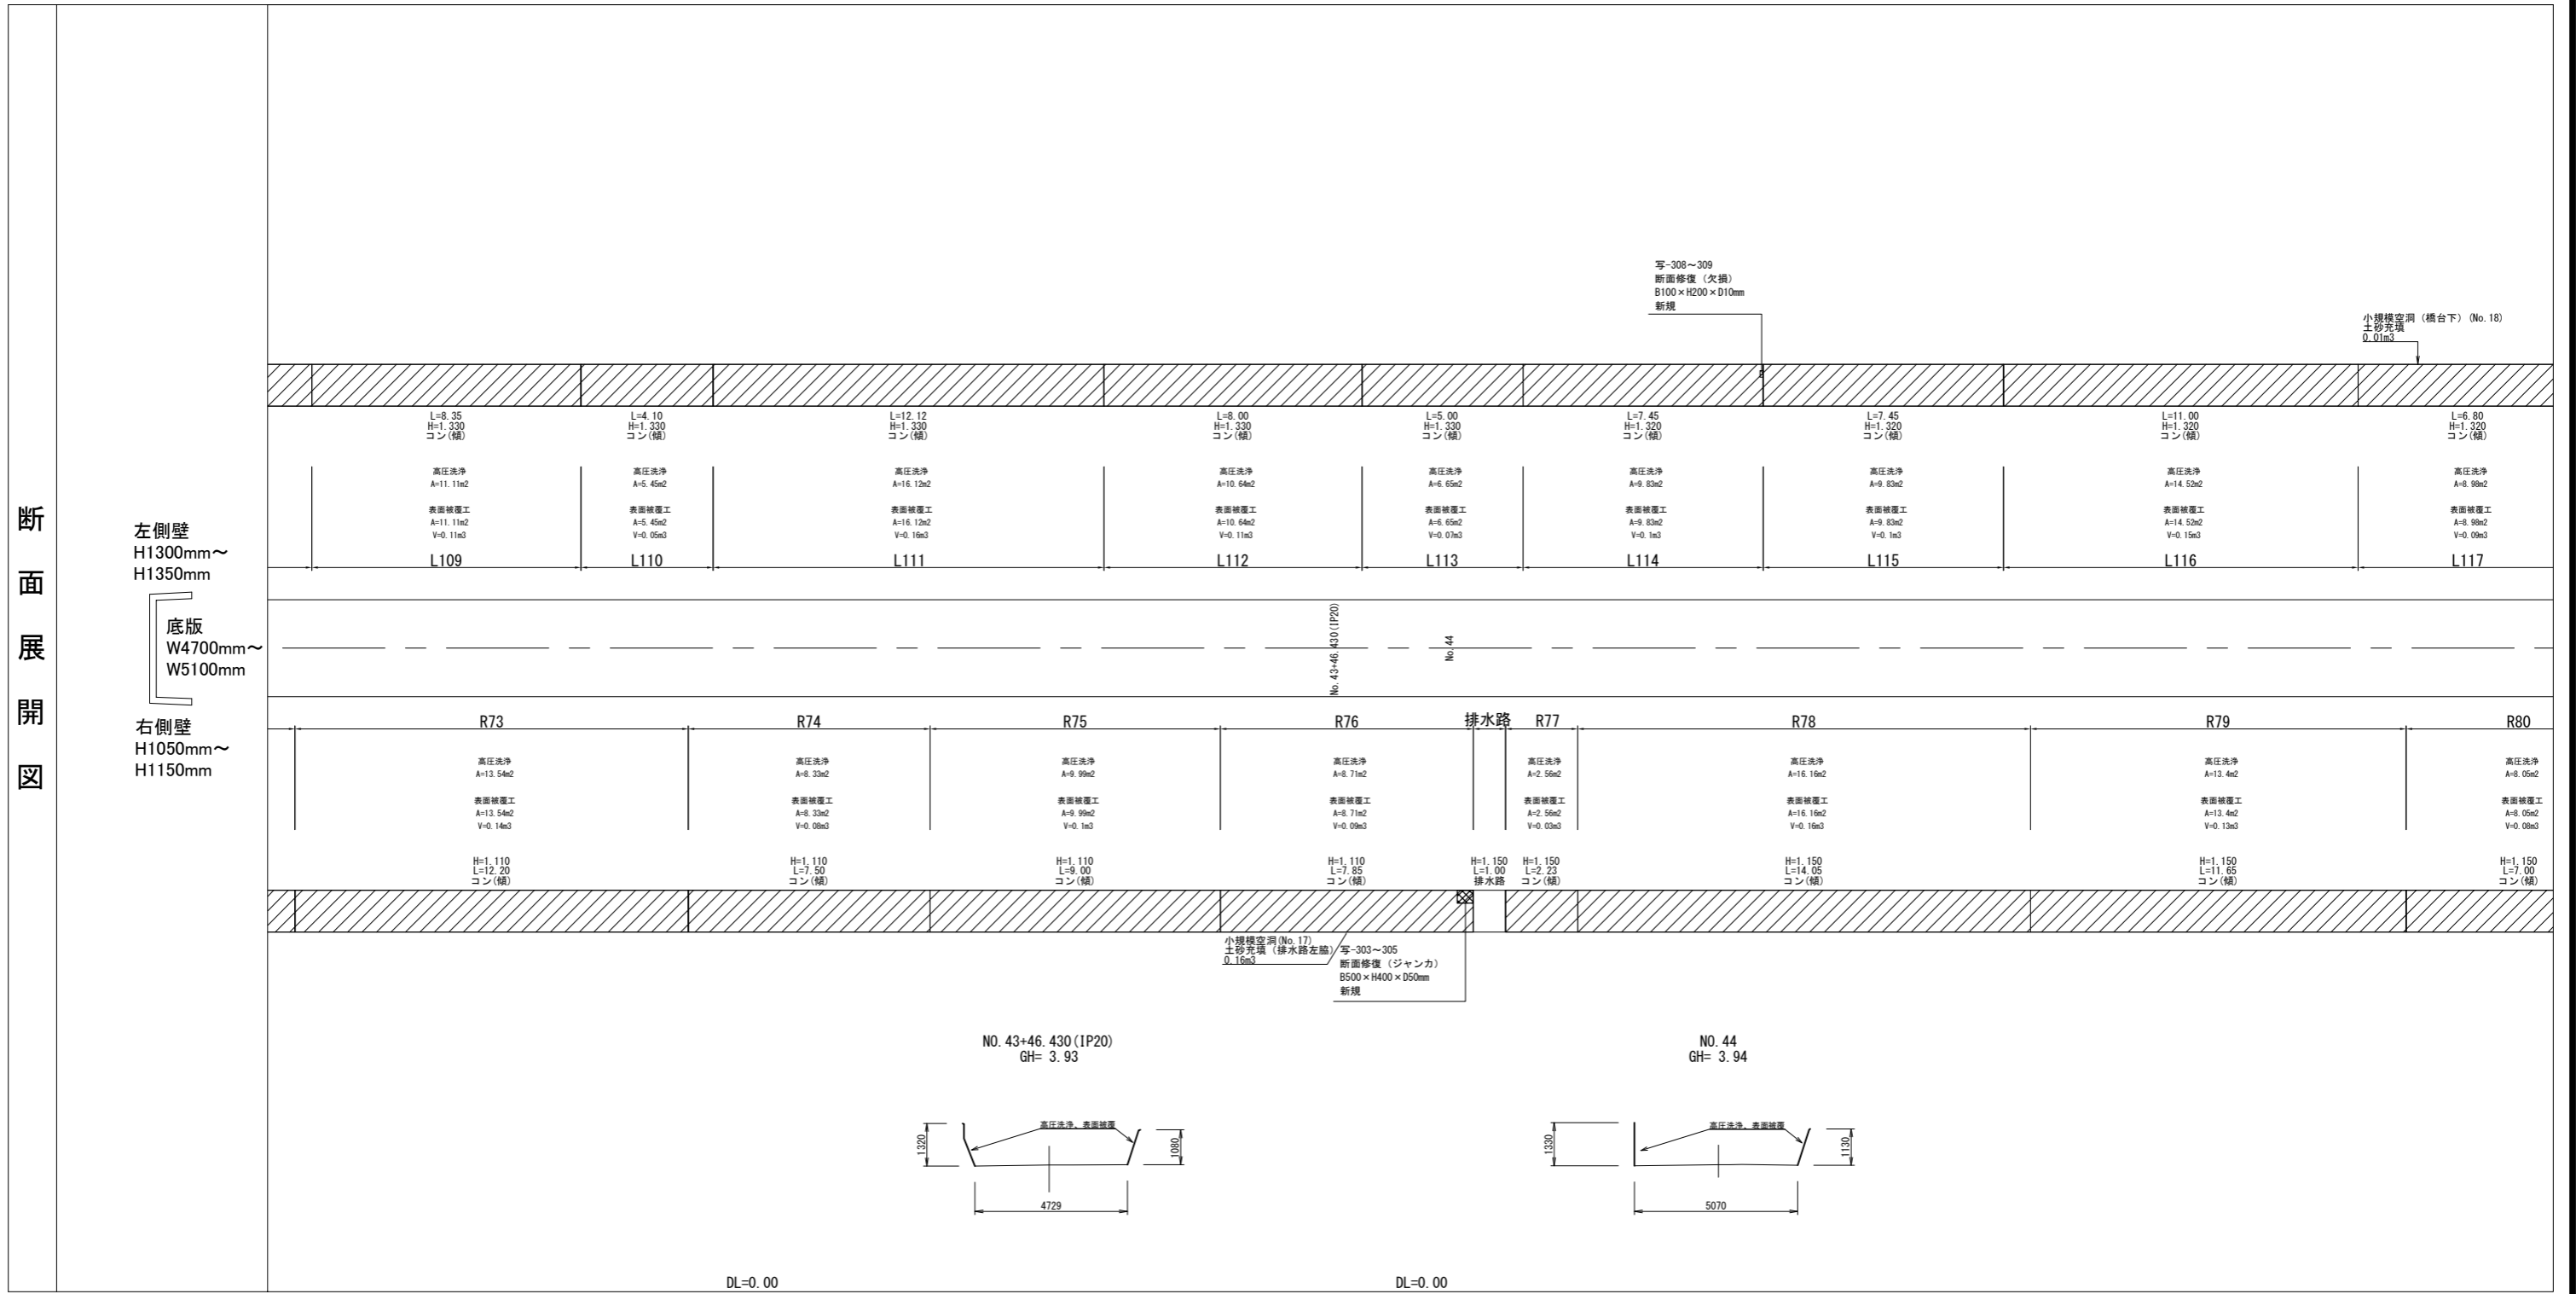 断面展開図
左側壁
H1300mm～
H1350mm
底版
W4700mm～
W5100mm
右側壁
H1050mm～
H1150mm
写-308～309
断面修復（欠損）
B100×H200×D10mm
新規
小規模空洞（橋台下）(No.18)
土砂充填
0.01m3
L=8.35
H=1.330
コン(傾)
高圧洗浄
A=11.11m2
表面被覆工
A=11.11m2
V=0.11m3
L109
L=4.10
H=1.330
コン(傾)
高圧洗浄
A=5.45m2
表面被覆工
A=5.45m2
V=0.05m3
L110
L=12.12
H=1.330
コン(傾)
高圧洗浄
A=16.12m2
表面被覆工
A=16.12m2
V=0.16m3
L111
L=8.00
H=1.330
コン(傾)
高圧洗浄
A=10.64m2
表面被覆工
A=10.64m2
V=0.11m3
L112
L=5.00
H=1.330
コン(傾)
高圧洗浄
A=6.65m2
表面被覆工
A=6.65m2
V=0.07m3
L113
L=7.45
H=1.320
コン(傾)
高圧洗浄
A=9.83m2
表面被覆工
A=9.83m2
V=0.1m3
L114
L=7.45
H=1.320
コン(傾)
高圧洗浄
A=9.83m2
表面被覆工
A=9.83m2
V=0.1m3
L115
L=11.00
H=1.320
コン(傾)
高圧洗浄
A=14.52m2
表面被覆工
A=14.52m2
V=0.15m3
L116
L=6.80
H=1.320
コン(傾)
高圧洗浄
A=8.98m2
表面被覆工
A=8.98m2
V=0.09m3
L117
No.43+46.430(IP20)
No.44
R73
高圧洗浄
A=13.54m2
表面被覆工
A=13.54m2
V=0.14m3
H=1.110
L=12.20
コン(傾)
R74
高圧洗浄
A=8.33m2
表面被覆工
A=8.33m2
V=0.08m3
H=1.110
L=7.50
コン(傾)
R75
高圧洗浄
A=9.99m2
表面被覆工
A=9.99m2
V=0.1m3
H=1.110
L=9.00
コン(傾)
R76
高圧洗浄
A=8.71m2
表面被覆工
A=8.71m2
V=0.09m3
H=1.110
L=7.85
コン(傾)
排水路
H=1.150
L=1.00
排水路
R77
高圧洗浄
A=2.56m2
表面被覆工
A=2.56m2
V=0.03m3
H=1.150
L=2.23
コン(傾)
R78
高圧洗浄
A=16.16m2
表面被覆工
A=16.16m2
V=0.16m3
H=1.150
L=14.05
コン(傾)
R79
高圧洗浄
A=13.4m2
表面被覆工
A=13.4m2
V=0.13m3
H=1.150
L=11.65
コン(傾)
R80
高圧洗浄
A=8.05m2
表面被覆工
A=8.05m2
V=0.08m3
H=1.150
L=7.00
コン(傾)
小規模空洞(No.17)
土砂充填（排水路左脇）
0.16m3
写-303～305
断面修復（ジャンカ）
B500×H400×D50mm
新規
NO.43+46.430(IP20)
GH= 3.93
高圧洗浄、表面被覆
1320
1080
4729
DL=0.00
NO.44
GH= 3.94
高圧洗浄、表面被覆
1330
1130
5070
DL=0.00